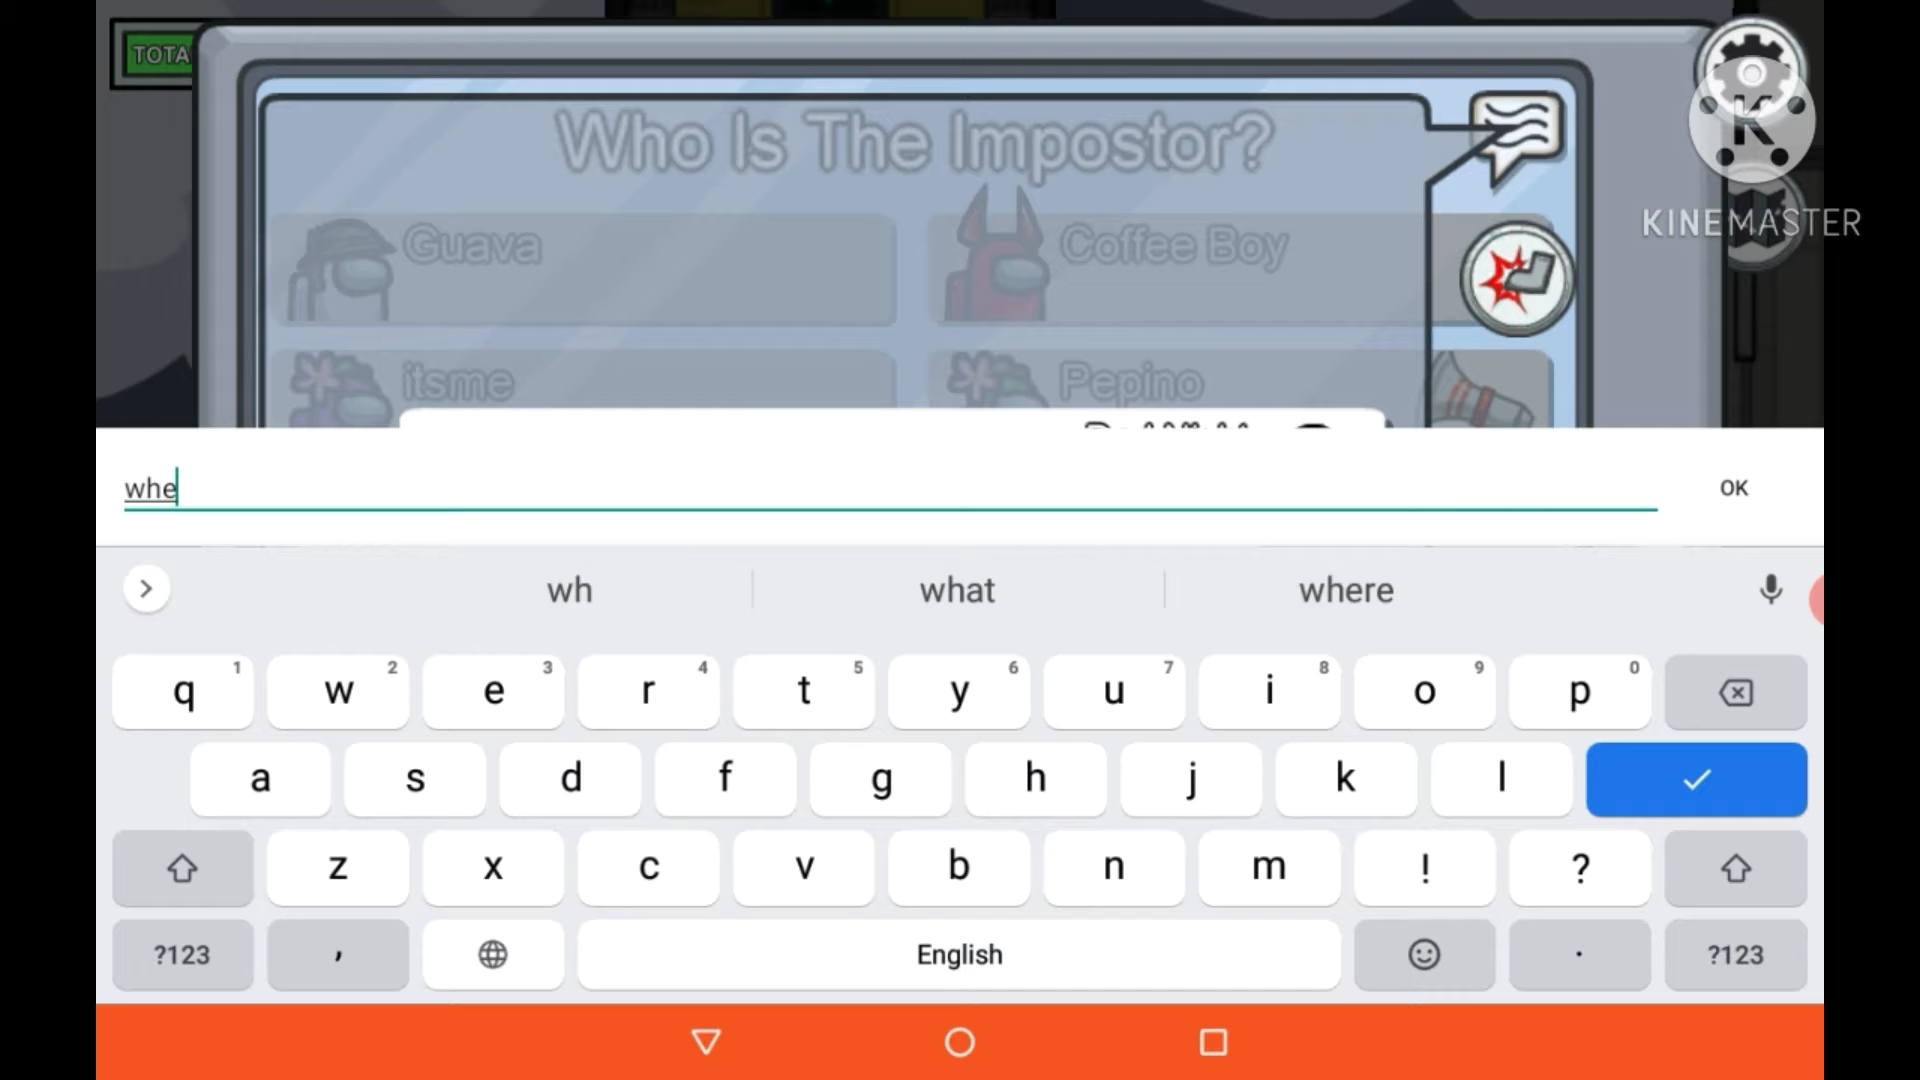 TOTA
Who Is The Impostor?
Guava
Coffee Boy
KINEMASTER
K
itsme
Pepino
whe
OK
wh
what
where
q 1 w 2 e 3 r 4 t 5 y 6 u 7 i 8 o 9 p 0
a s d f g h j k l
z x c v b n m ! ?
?123 , English . ?123